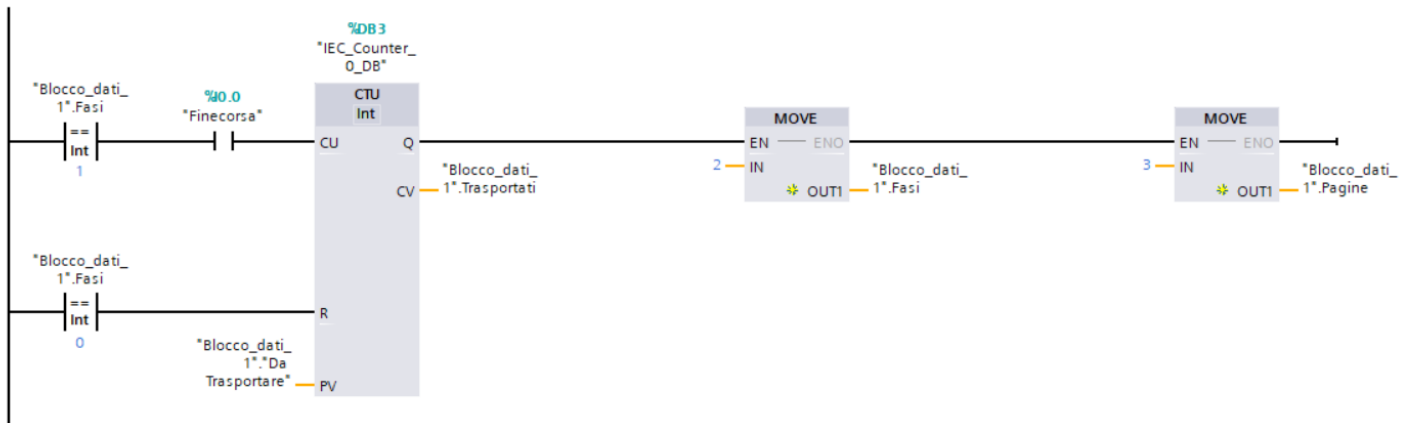 %DB3
"IEC_Counter_
0_DB"
CTU
Int
"Blocco_dati_
1".Fasi
==
Int
1
%I0.0
"Finecorsa"
CU
Q
CV
"Blocco_dati_
1".Trasportati
MOVE
EN
ENO
2
IN
OUT1
"Blocco_dati_
1".Fasi
MOVE
EN
ENO
3
IN
OUT1
"Blocco_dati_
1".Pagine
"Blocco_dati_
1".Fasi
==
Int
0
R
"Blocco_dati_
1"."Da
Trasportare"
PV